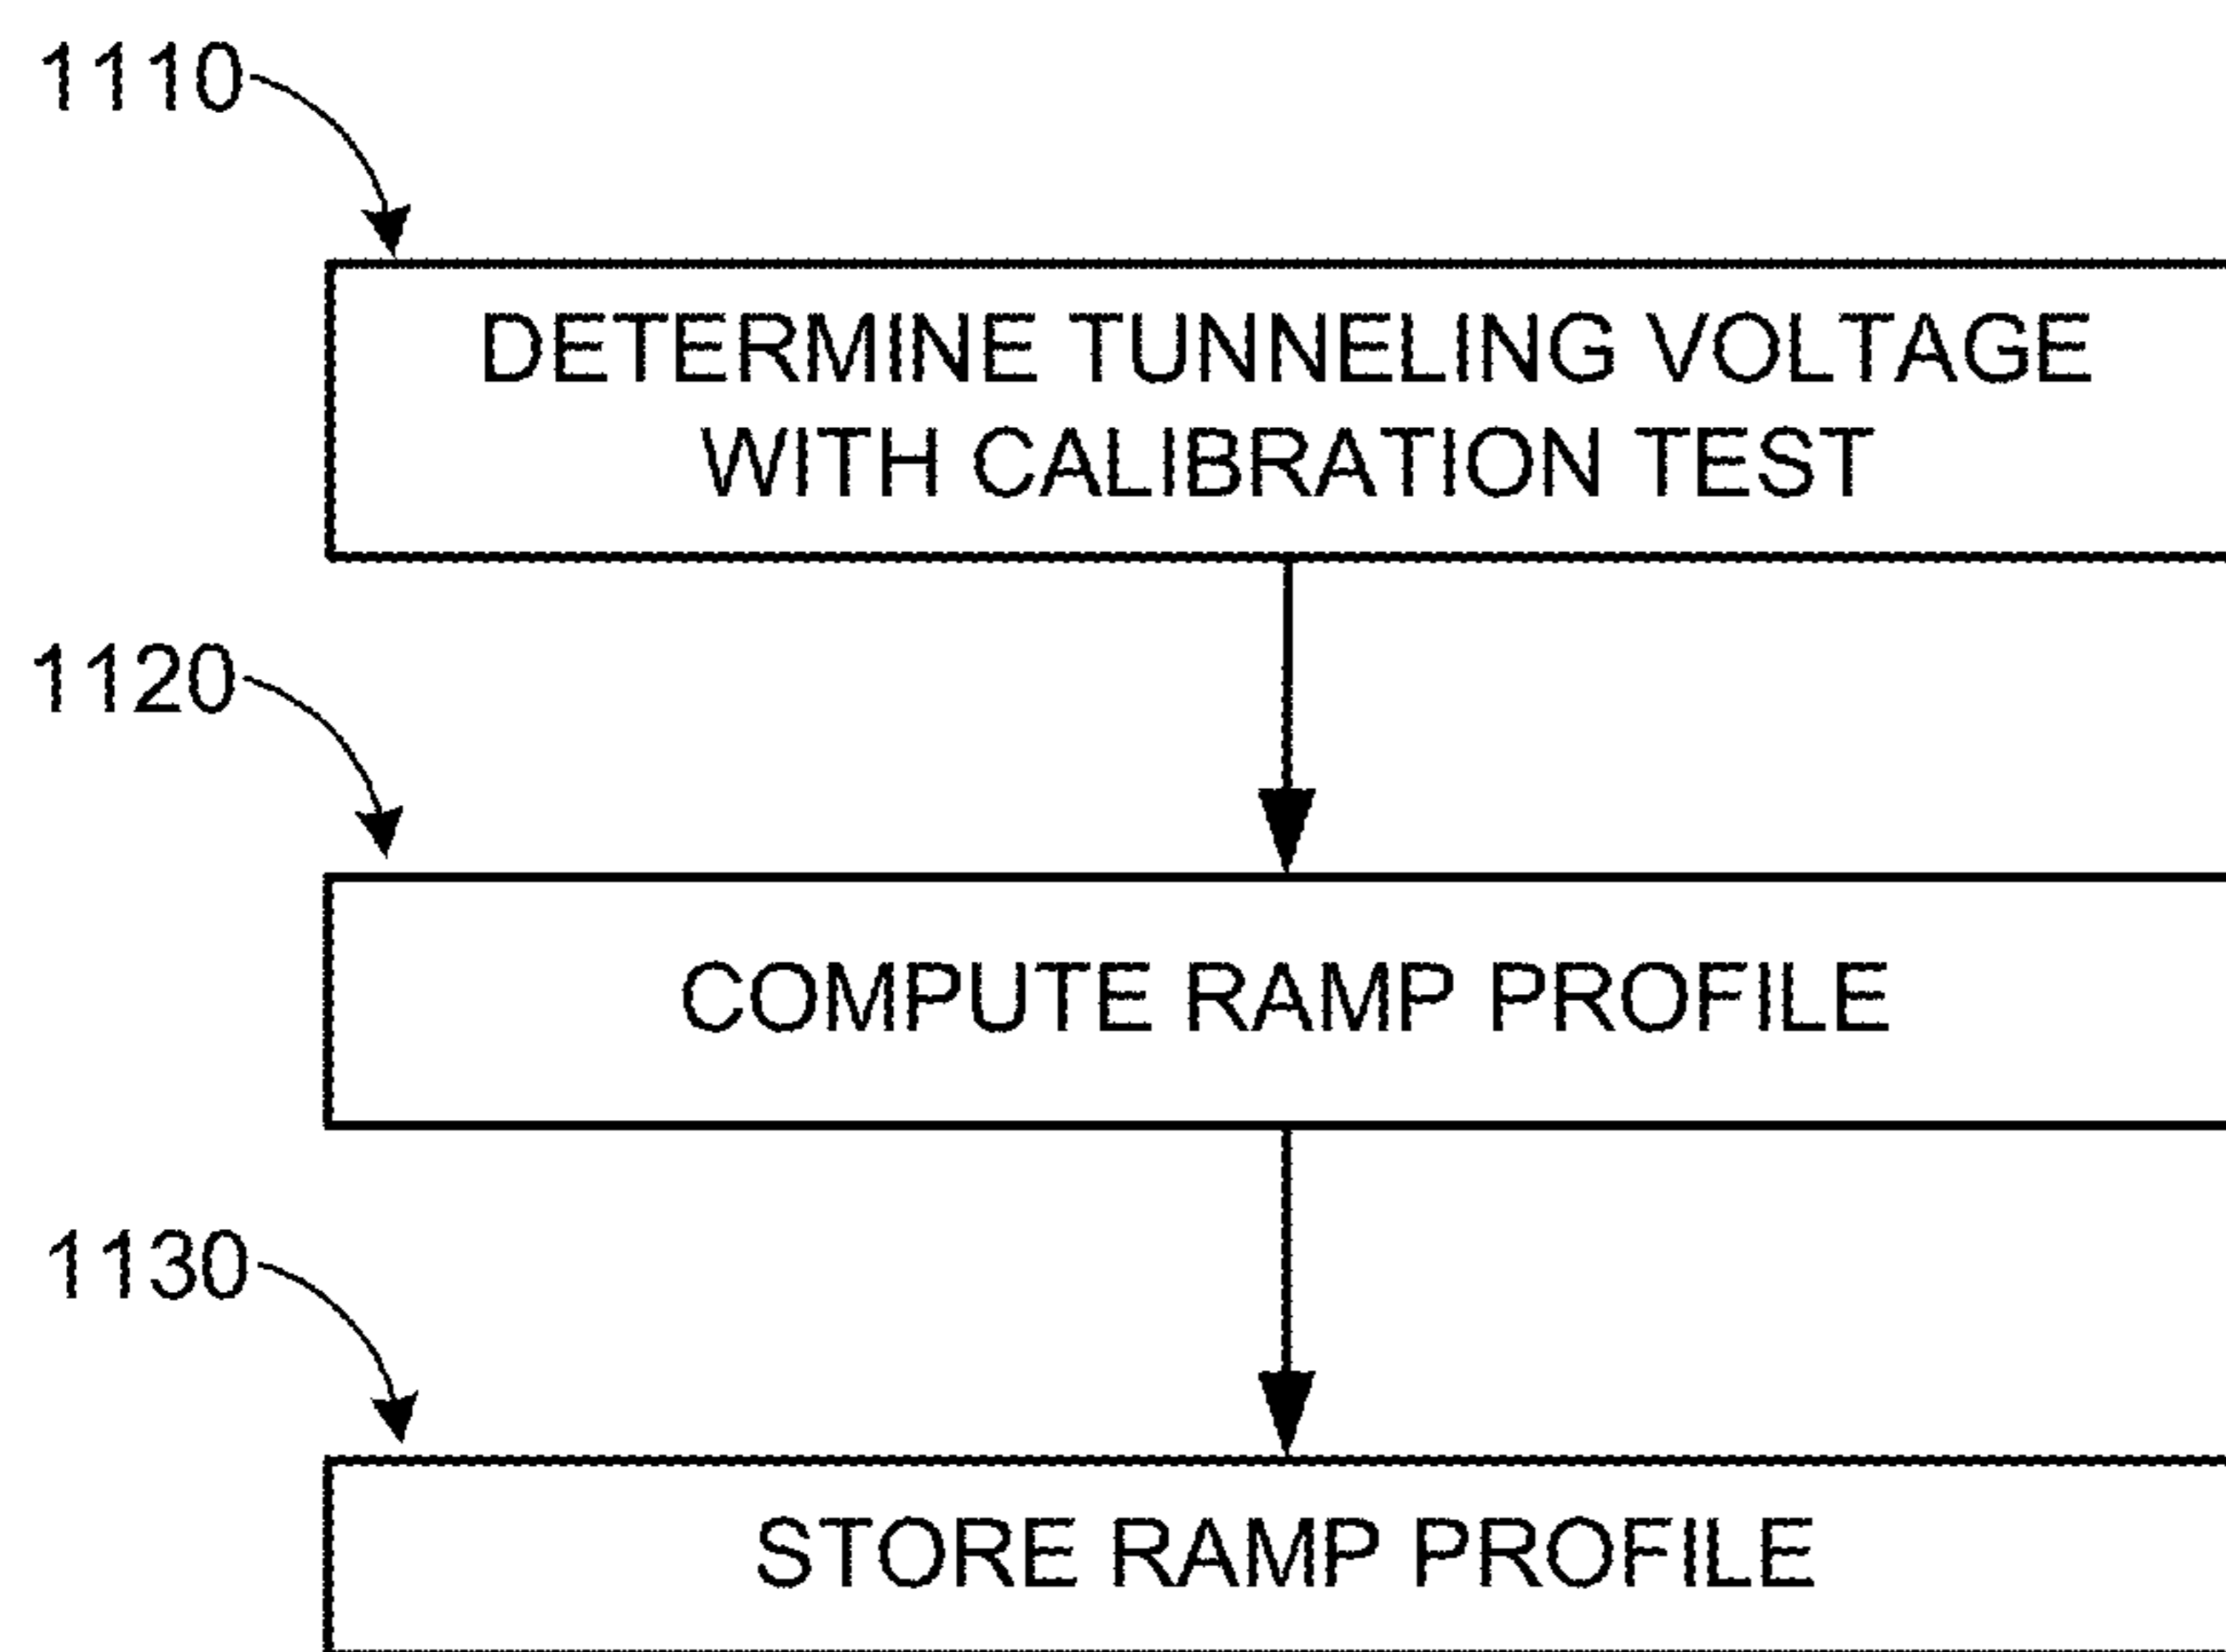 1110
DETERMINE TUNNELING VOLTAGE
WITH CALIBRATION TEST
1120
COMPUTE RAMP PROFILE
1130
STORE RAMP PROFILE